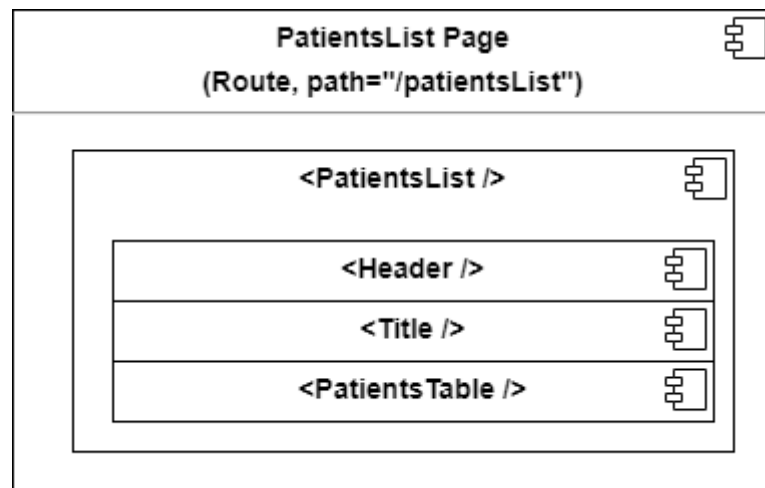 PatientsList Page
(Route, path="/patientsList")
<PatientsList />
<Header />
<Title />
<PatientsTable />